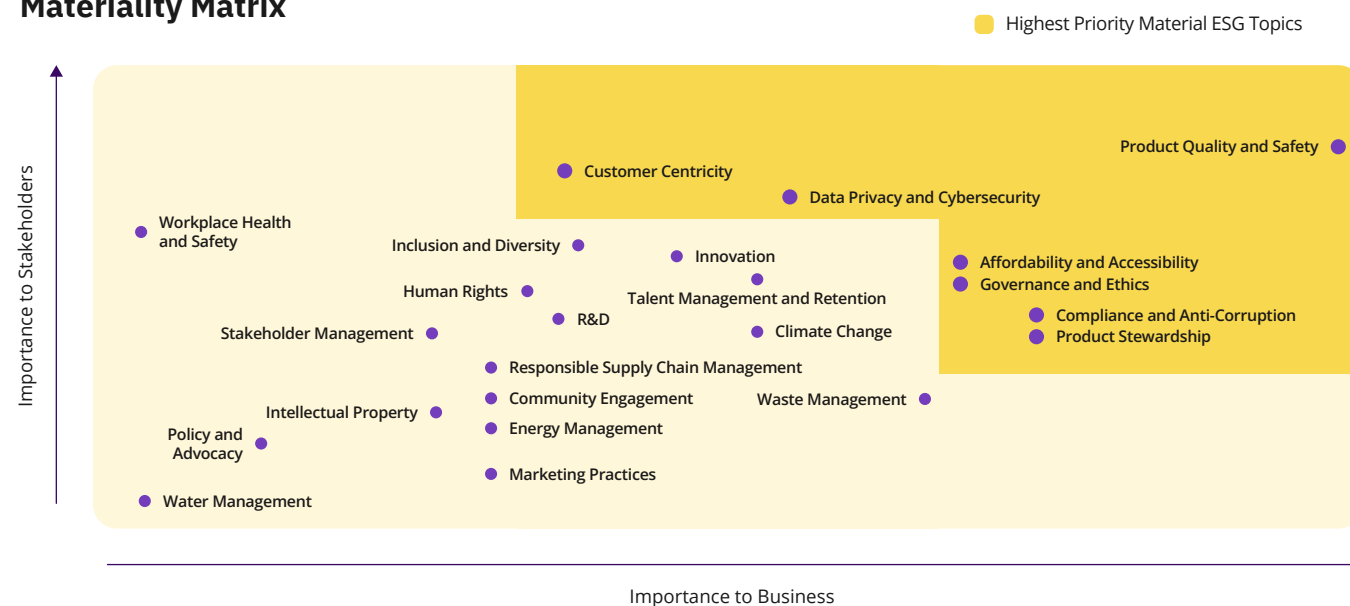 Materiality Matrix
Highest Priority Material ESG Topics
Importance to Stakeholders
Product Quality and Safety
Customer Centricity
Data Privacy and Cybersecurity
Workplace Health
and Safety
Inclusion and Diversity
Innovation
Affordability and Accessibility
Governance and Ethics
Human Rights
Talent Management and Retention
R&D
Compliance and Anti-Corruption
Stakeholder Management
Climate Change
Product Stewardship
Responsible Supply Chain Management
Community Engagement
Waste Management
Intellectual Property
Energy Management
Policy and
Advocacy
Marketing Practices
Water Management
Importance to Business